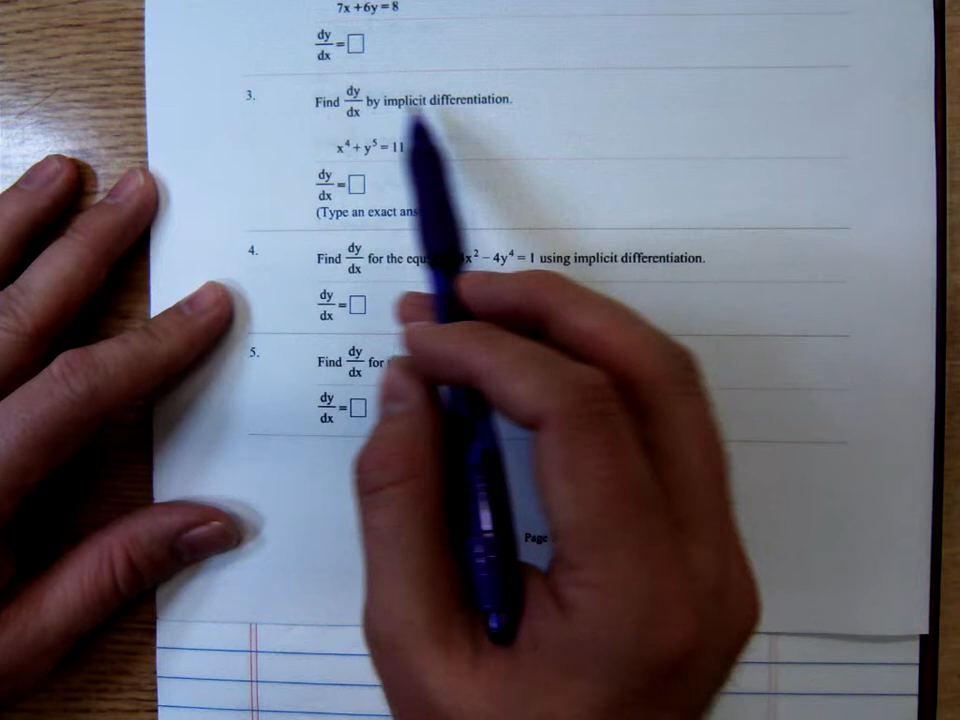 7x + 6y = 8
dy/dx = □
3. Find dy/dx by implicit differentiation.
x⁴ + y⁵ = 11
dy/dx = □
(Type an exact
4. Find dy/dx for the x² − 4y⁴ = 1 using implicit differentiation.
dy/dx = □
5. Find dy/dx for
dy/dx = □
Page